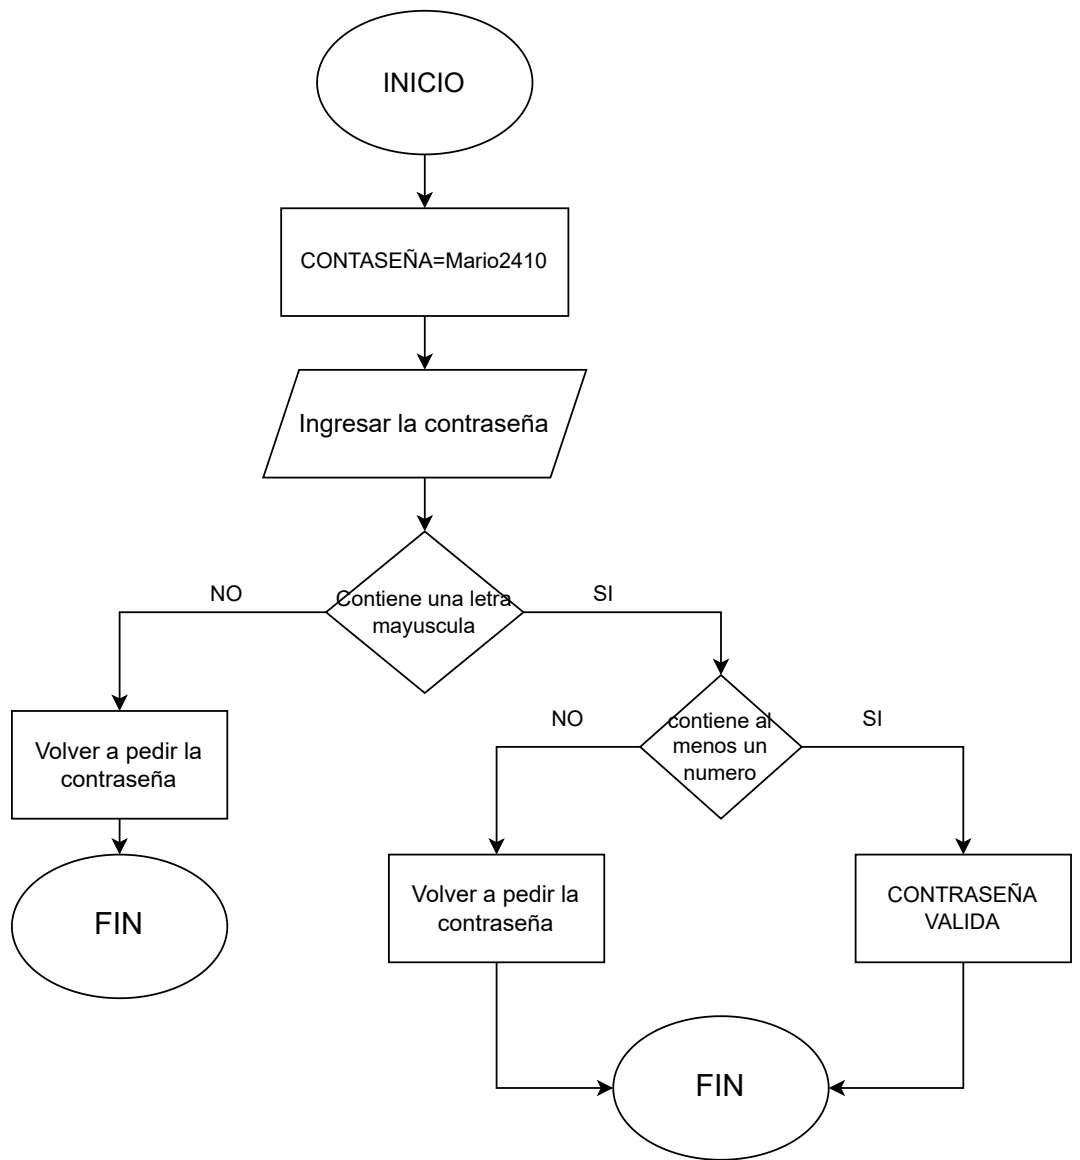 INICIO
CONTASEÑA=Mario2410
Ingresar la contraseña
Contiene una letra
mayuscula
NO
SI
Volver a pedir la
contraseña
FIN
contiene al
menos un
numero
NO
SI
Volver a pedir la
contraseña
CONTRASEÑA
VALIDA
FIN